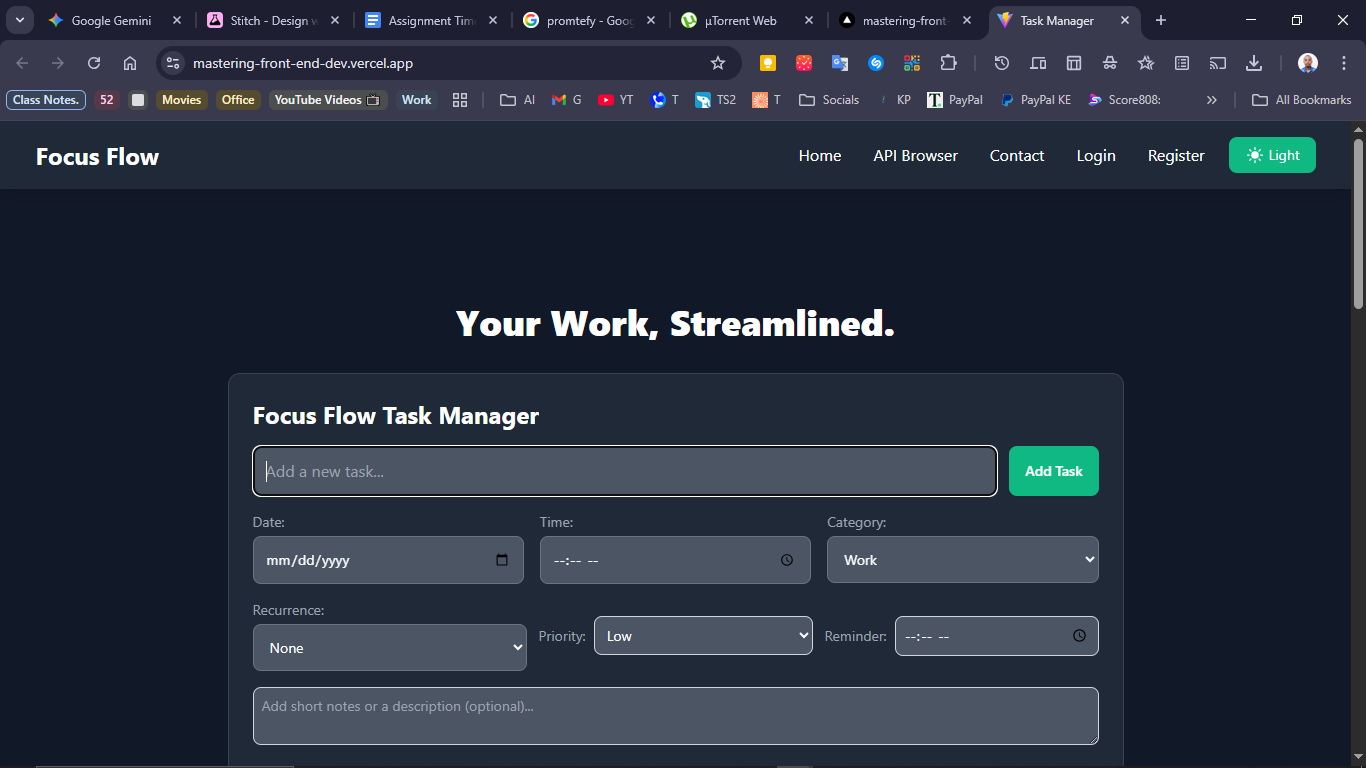 Google Gemini
Stitch - Design w
Assignment Time
promtefy - Goog
µTorrent Web
mastering-front-
Task Manager
mastering-front-end-dev.vercel.app
Class Notes. 52 Movies Office YouTube Videos Work AI G YT T TS2 T Socials KP PayPal PayPal KE Score808: » All Bookmarks
Focus Flow
Home API Browser Contact Login Register Light
Your Work, Streamlined.
Focus Flow Task Manager
Add a new task... Add Task
Date: Time: Category:
mm/dd/yyyy --:-- -- Work
Recurrence:
None Priority: Low Reminder: --:-- --
Add short notes or a description (optional)...